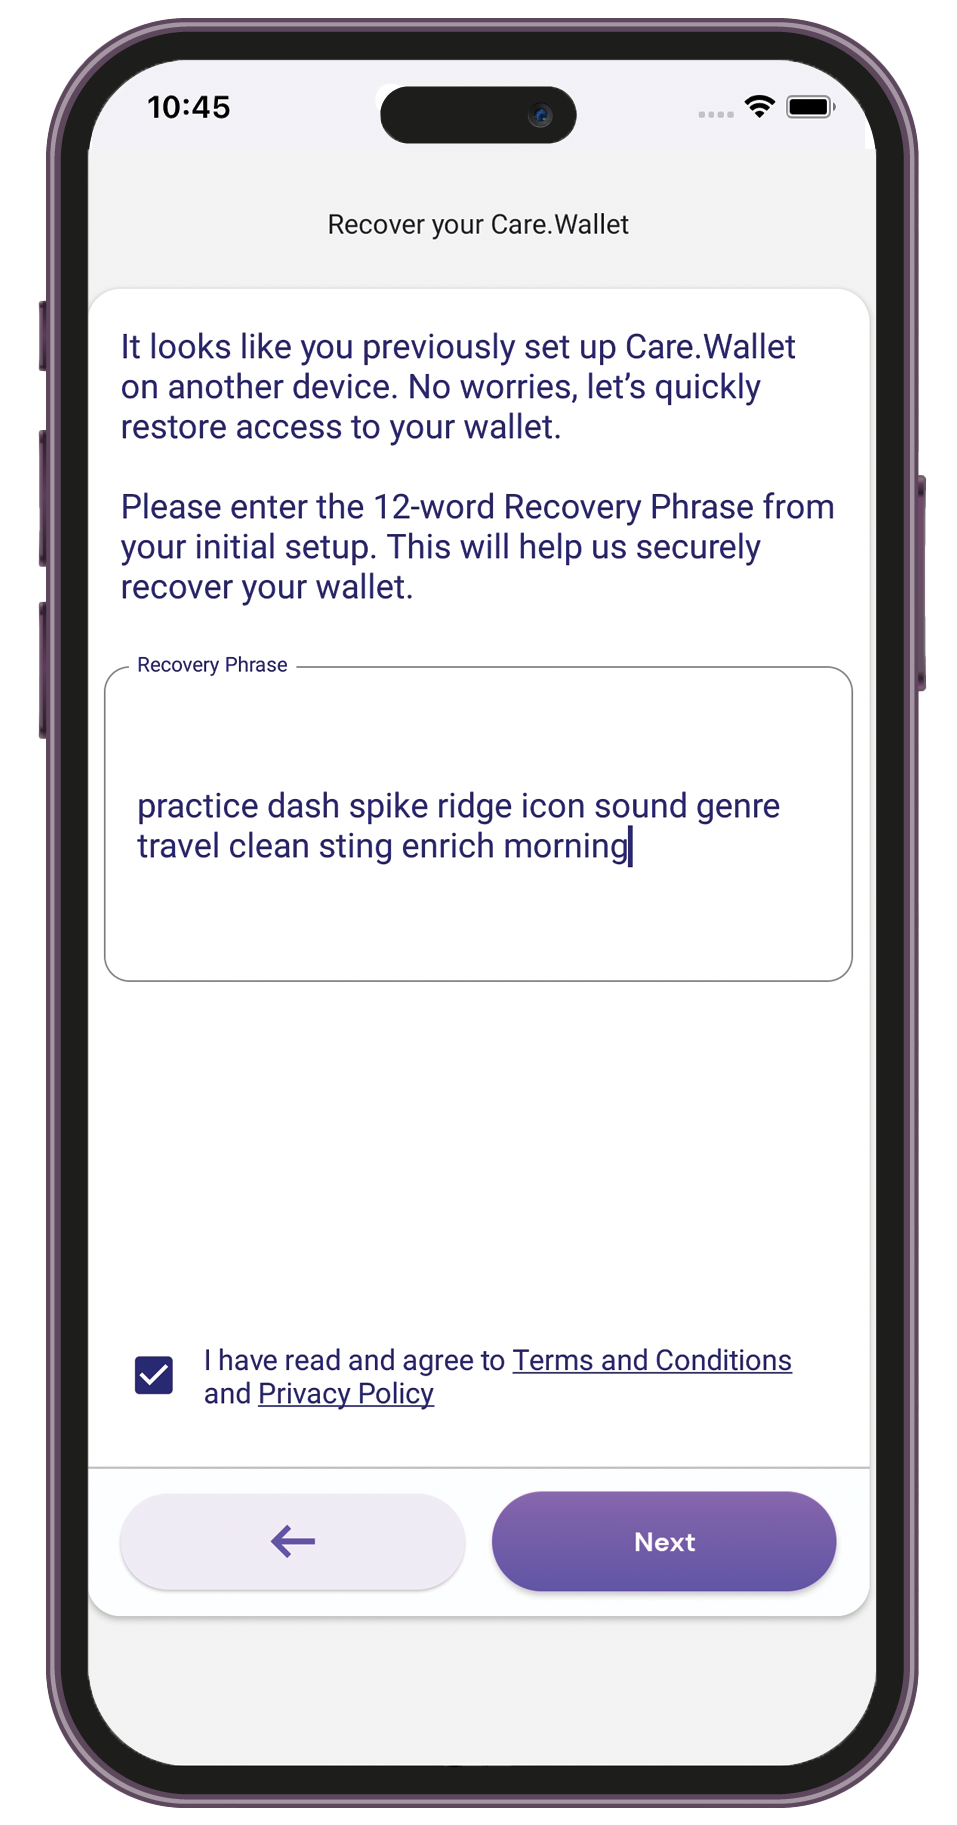 10:45
Recover your Care.Wallet
It looks like you previously set up Care.Wallet
on another device. No worries, let’s quickly
restore access to your wallet.
Please enter the 12-word Recovery Phrase from
your initial setup. This will help us securely
recover your wallet.
Recovery Phrase
practice dash spike ridge icon sound genre
travel clean sting enrich morning
I have read and agree to Terms and Conditions
and Privacy Policy
Next